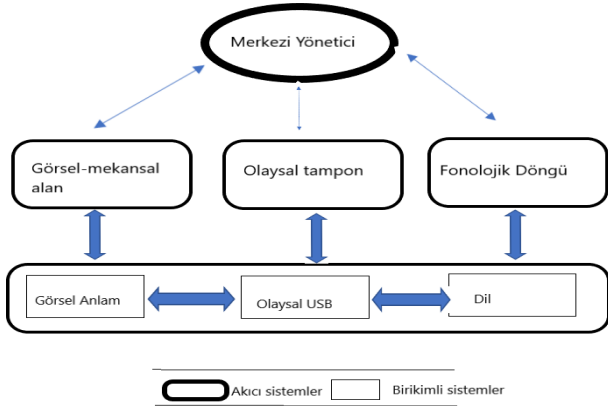 Merkezi Yönetici
Görsel-mekansal
alan
Olaysal tampon
Fonolojik Döngü
Görsel Anlam
Olaysal USB
Dil
Akıcı sistemler
Birikimli sistemler